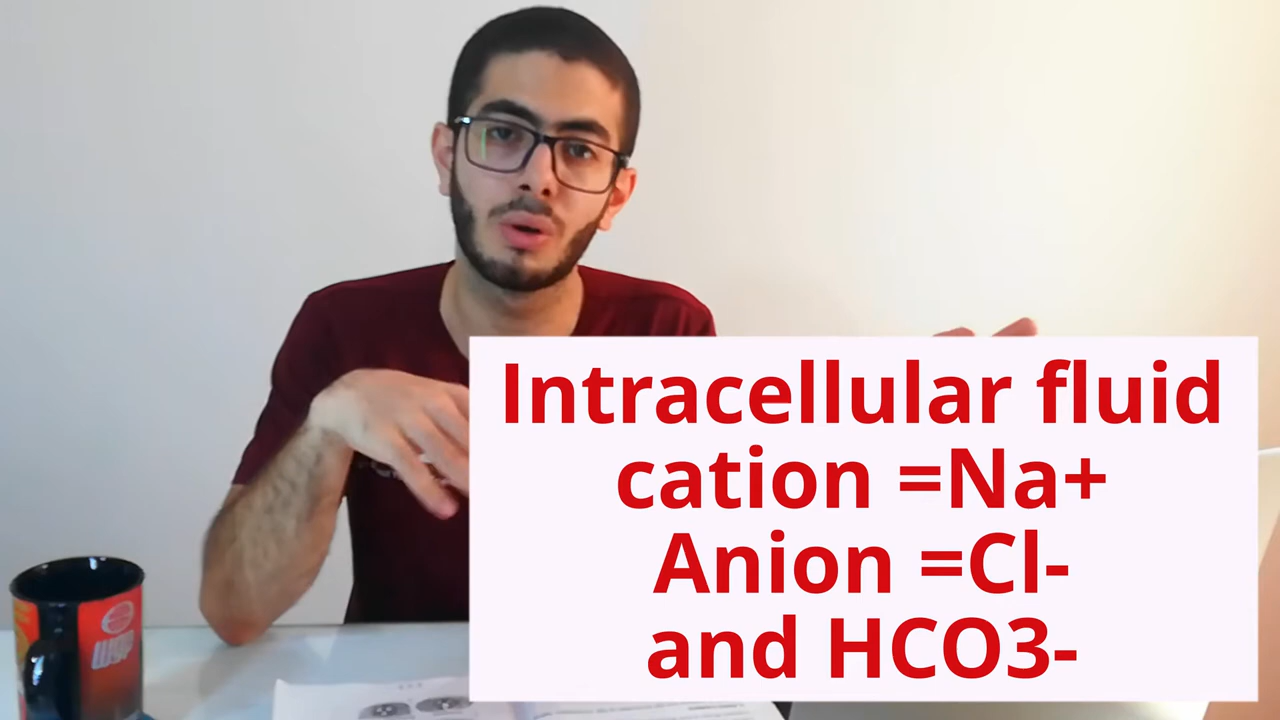 Intracellular fluid
cation =Na+
Anion =Cl-
and HCO3-